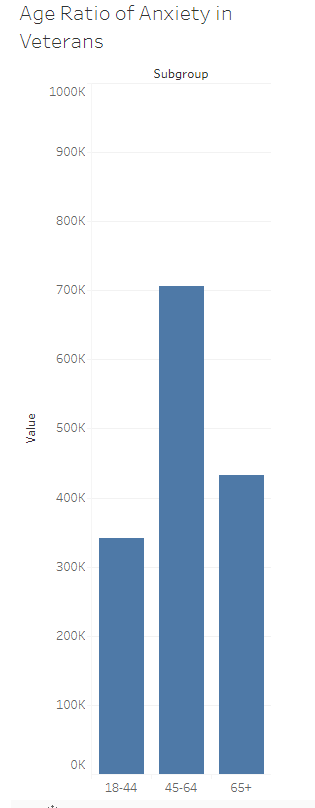 Age Ratio of Anxiety in
Veterans
Subgroup
1000K
900K
800K
700K
600K
500K
Value
400K
300K
200K
100K
0K
18-44 45-64 65+